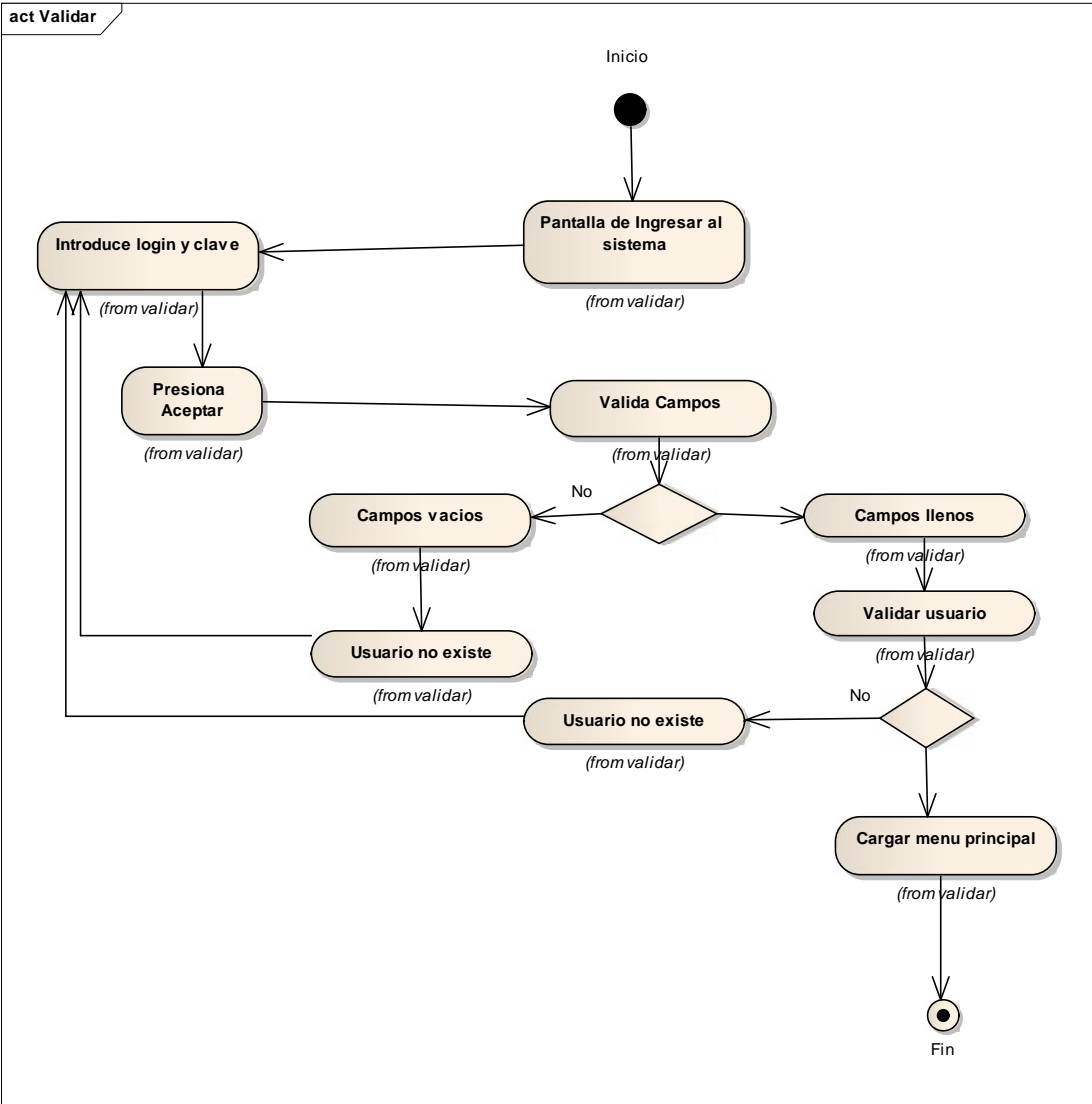 act Validar
Inicio
Pantalla de Ingresar al
sistema
(from validar)
Introduce login y clave
(from validar)
Presiona
Aceptar
(from validar)
Valida Campos
(from validar)
No
Campos vacios
(from validar)
Campos llenos
(from validar)
Validar usuario
(from validar)
Usuario no existe
(from validar)
No
Usuario no existe
(from validar)
Cargar menu principal
(from validar)
Fin